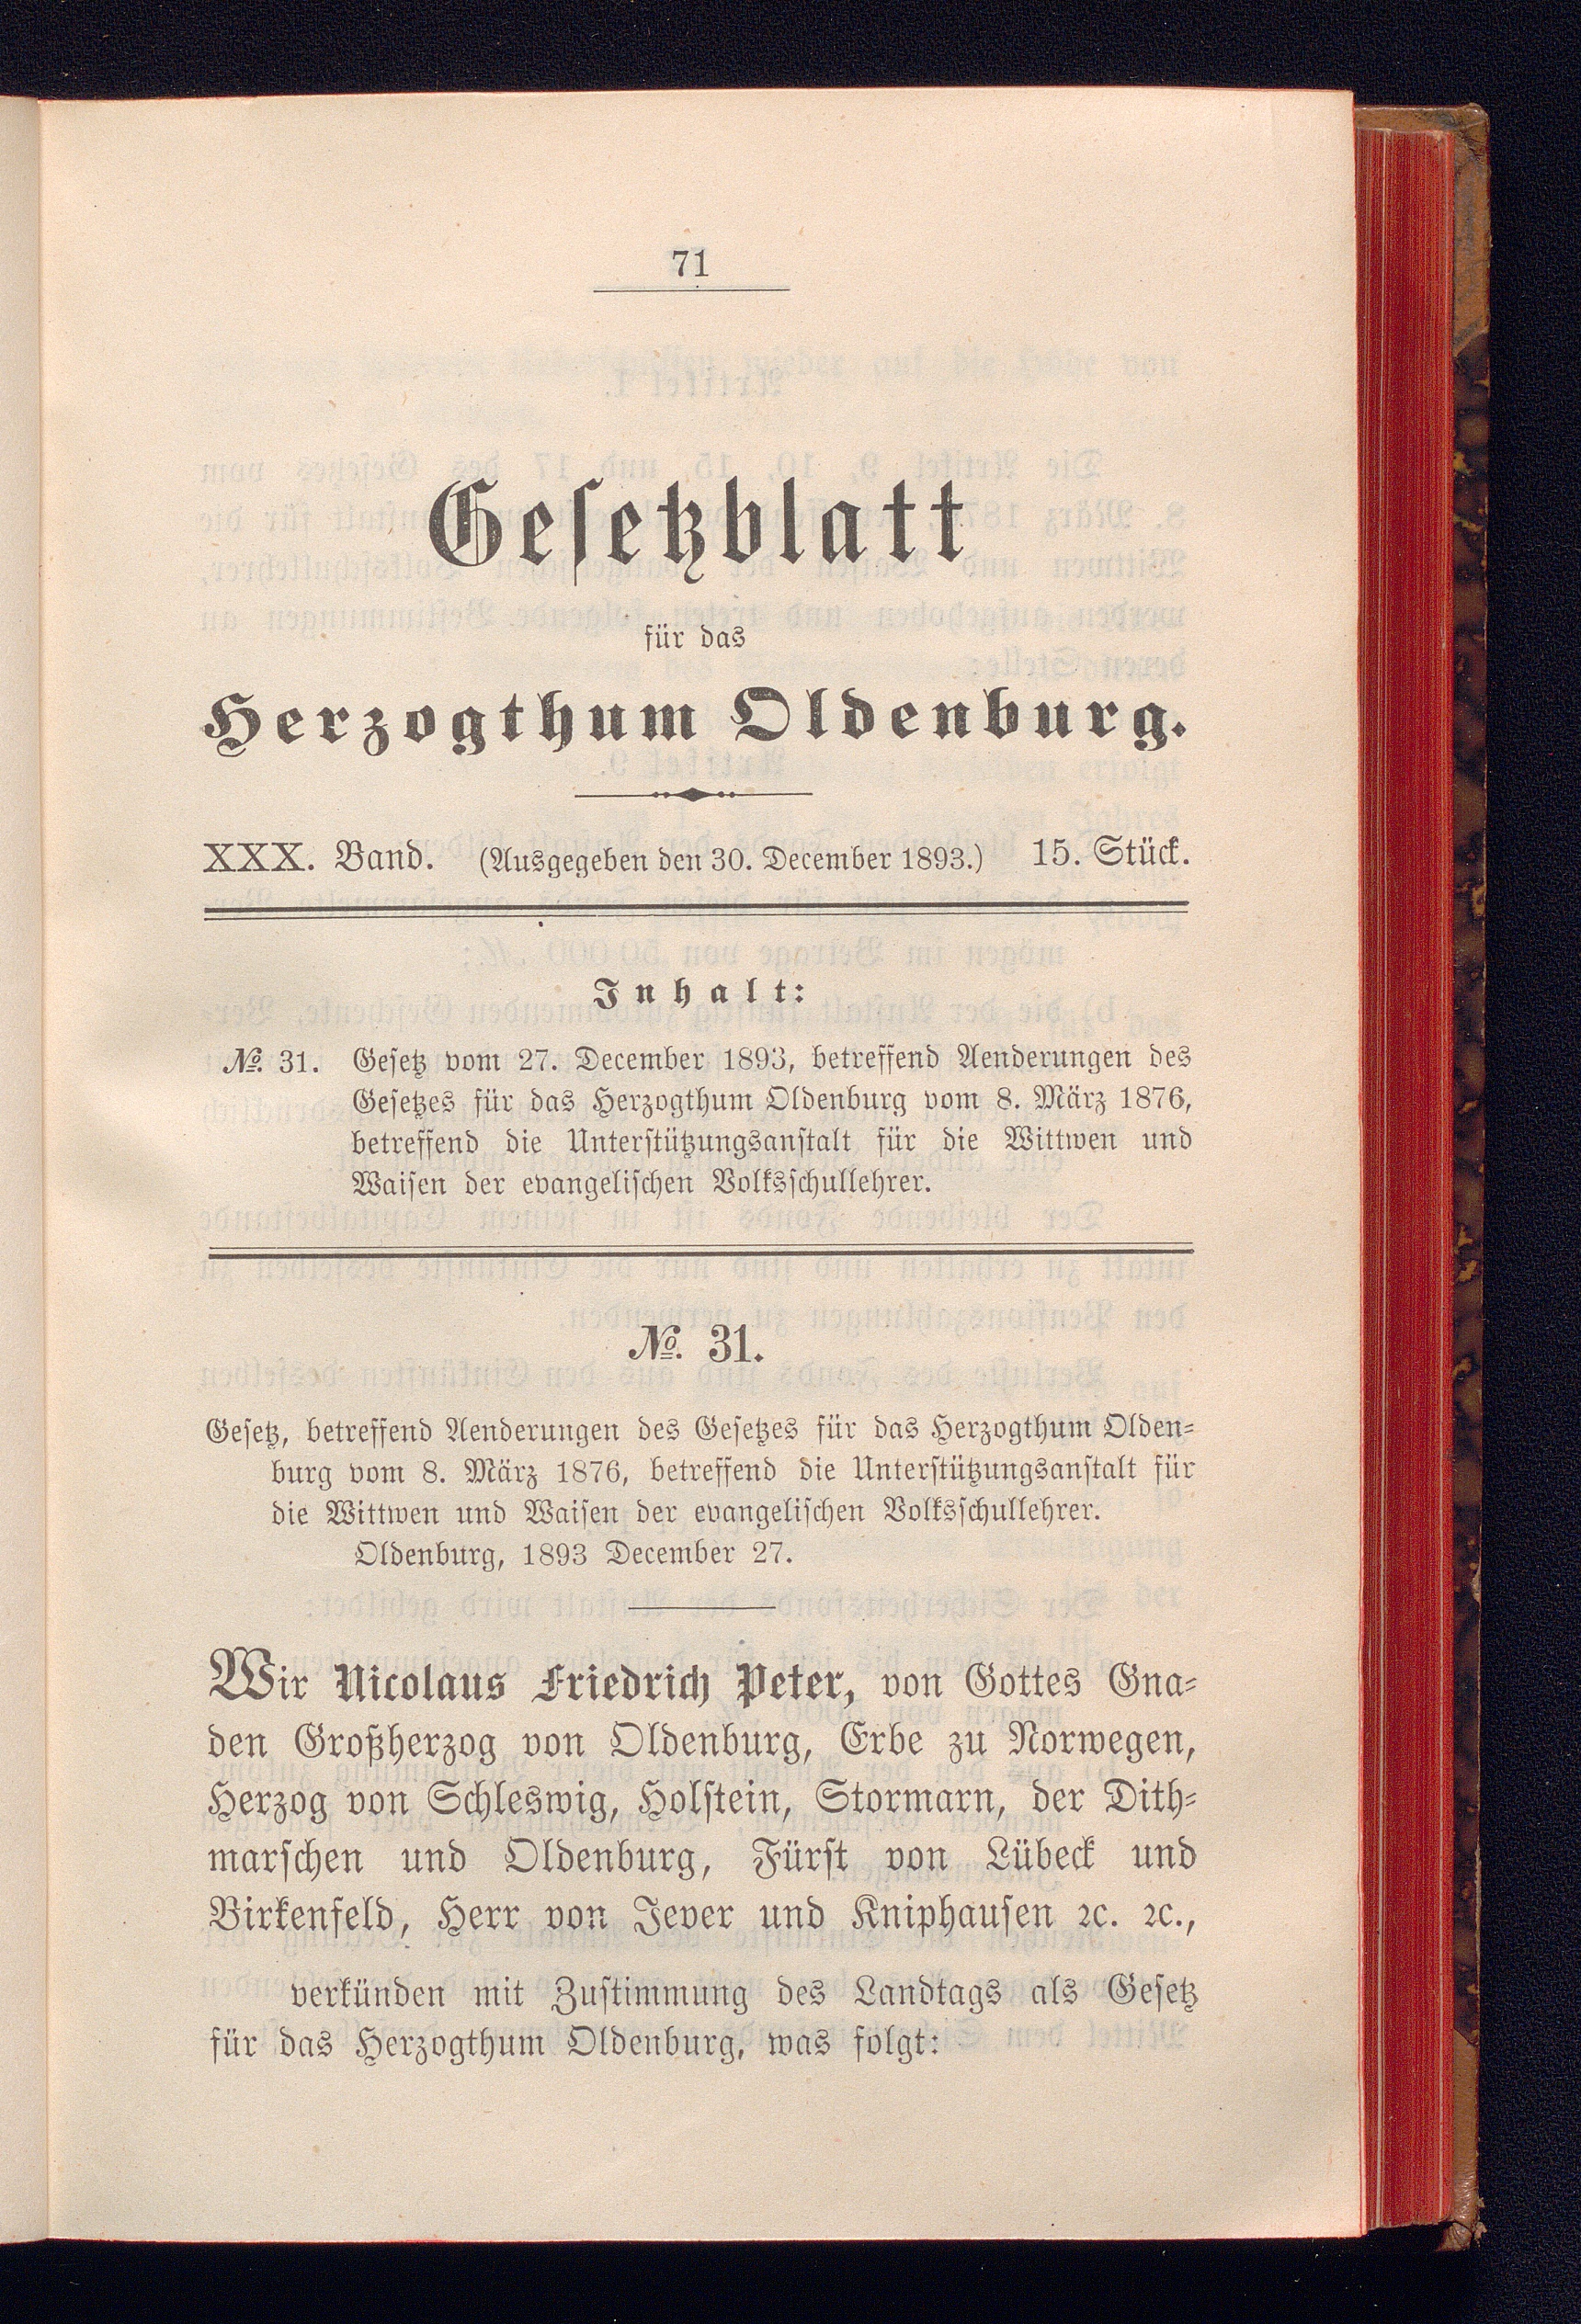 71
Gesetzblatt
für das
Herzogthum Oldenburg.
XXX. Band. (Ausgegeben den 30. December 1893.) 15. Stück.
Inhalt:
№. 31. Gesetz vom 27. December 1893, betreffend Aenderungen des
Gesetzes für das Herzogthum Oldenburg vom 8. März 1876,
betreffend die Unterstützungsanstalt für die Wittwen und
Waisen der evangelischen Volksschullehrer.
№. 31.
Gesetz, betreffend Aenderungen des Gesetzes für das Herzogthum Olden-
burg vom 8. März 1876, betreffend die Unterstützungsanstalt für
die Wittwen und Waisen der evangelischen Volksschullehrer.
Oldenburg, 1893 December 27.
Wir Nicolaus Friedrich Peter, von Gottes Gna-
den Großherzog von Oldenburg, Erbe zu Norwegen,
Herzog von Schleswig, Holstein, Stormarn, der Dith-
marschen und Oldenburg, Fürst von Lübeck und
Birkenfeld, Herr von Jever und Kniphausen ꝛc. ꝛc.,
verkünden mit Zustimmung des Landtags als Gesetz
für das Herzogthum Oldenburg, was folgt: